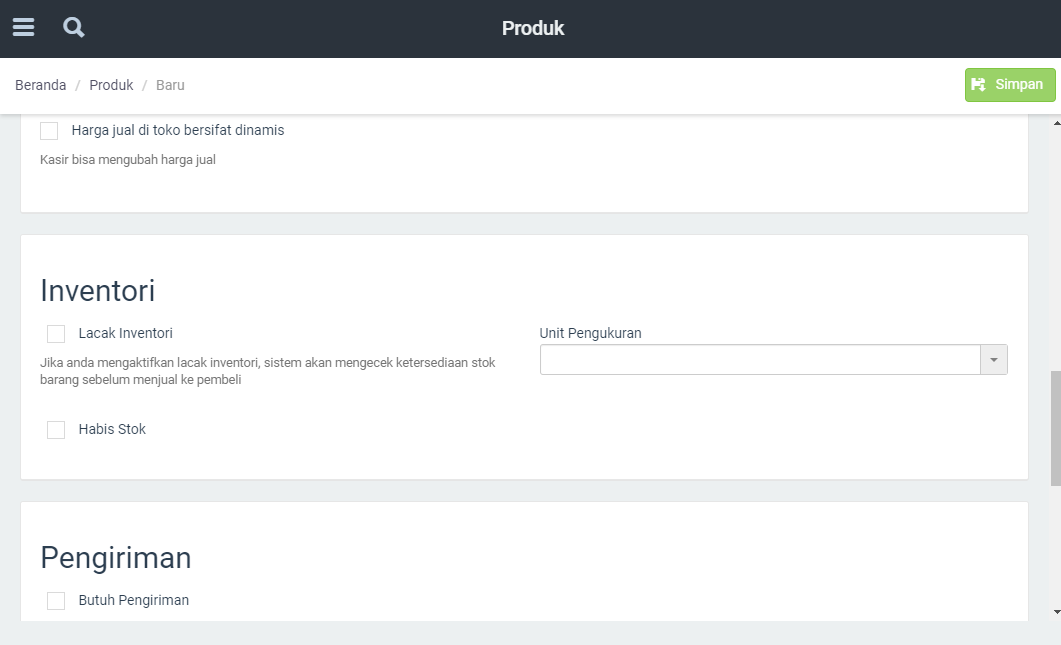 Produk
Beranda / Produk / Baru
Simpan
Harga jual di toko bersifat dinamis
Kasir bisa mengubah harga jual
Inventori
Lacak Inventori
Jika anda mengaktifkan lacak inventori, sistem akan mengecek ketersediaan stok
barang sebelum menjual ke pembeli
Unit Pengukuran
Habis Stok
Pengiriman
Butuh Pengiriman